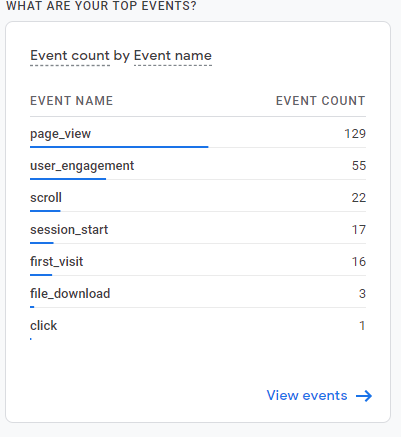 WHAT ARE YOUR TOP EVENTS?
Event count by Event name
EVENT NAME EVENT COUNT
page_view 129
user_engagement 55
scroll 22
session_start 17
first_visit 16
file_download 3
click 1
View events